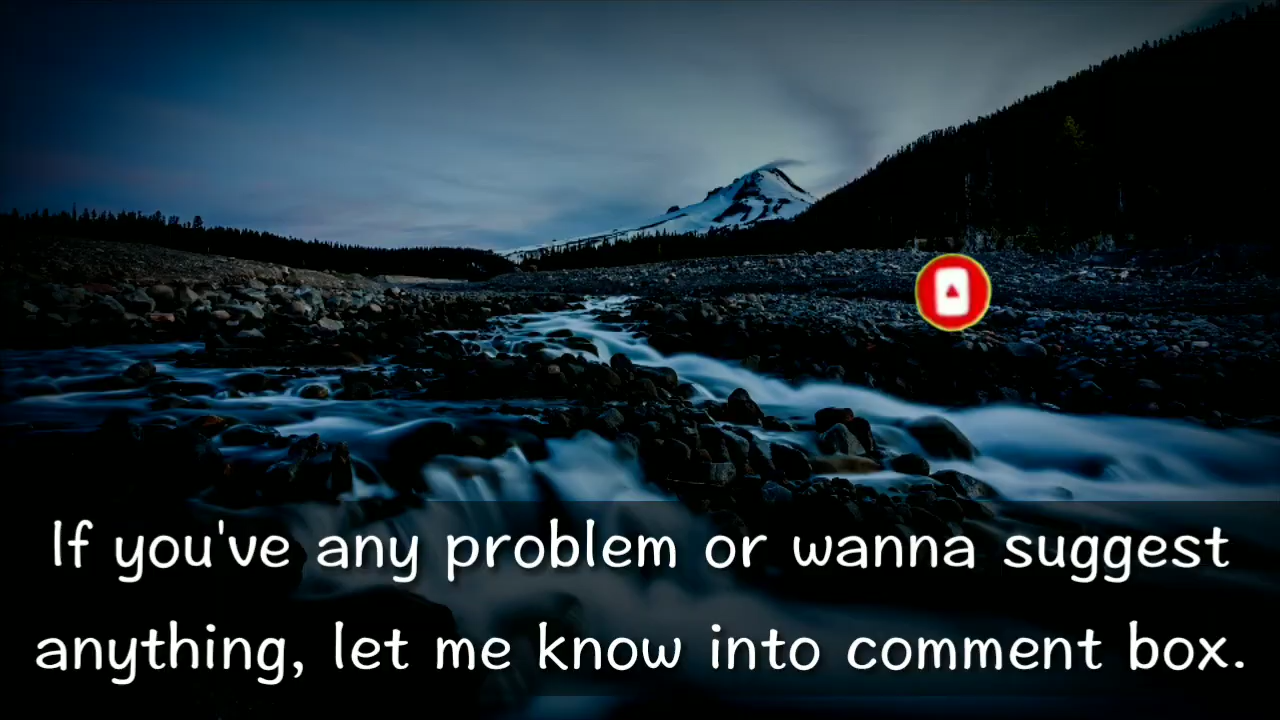 If you've any problem or wanna suggest
anything, let me know into comment box.